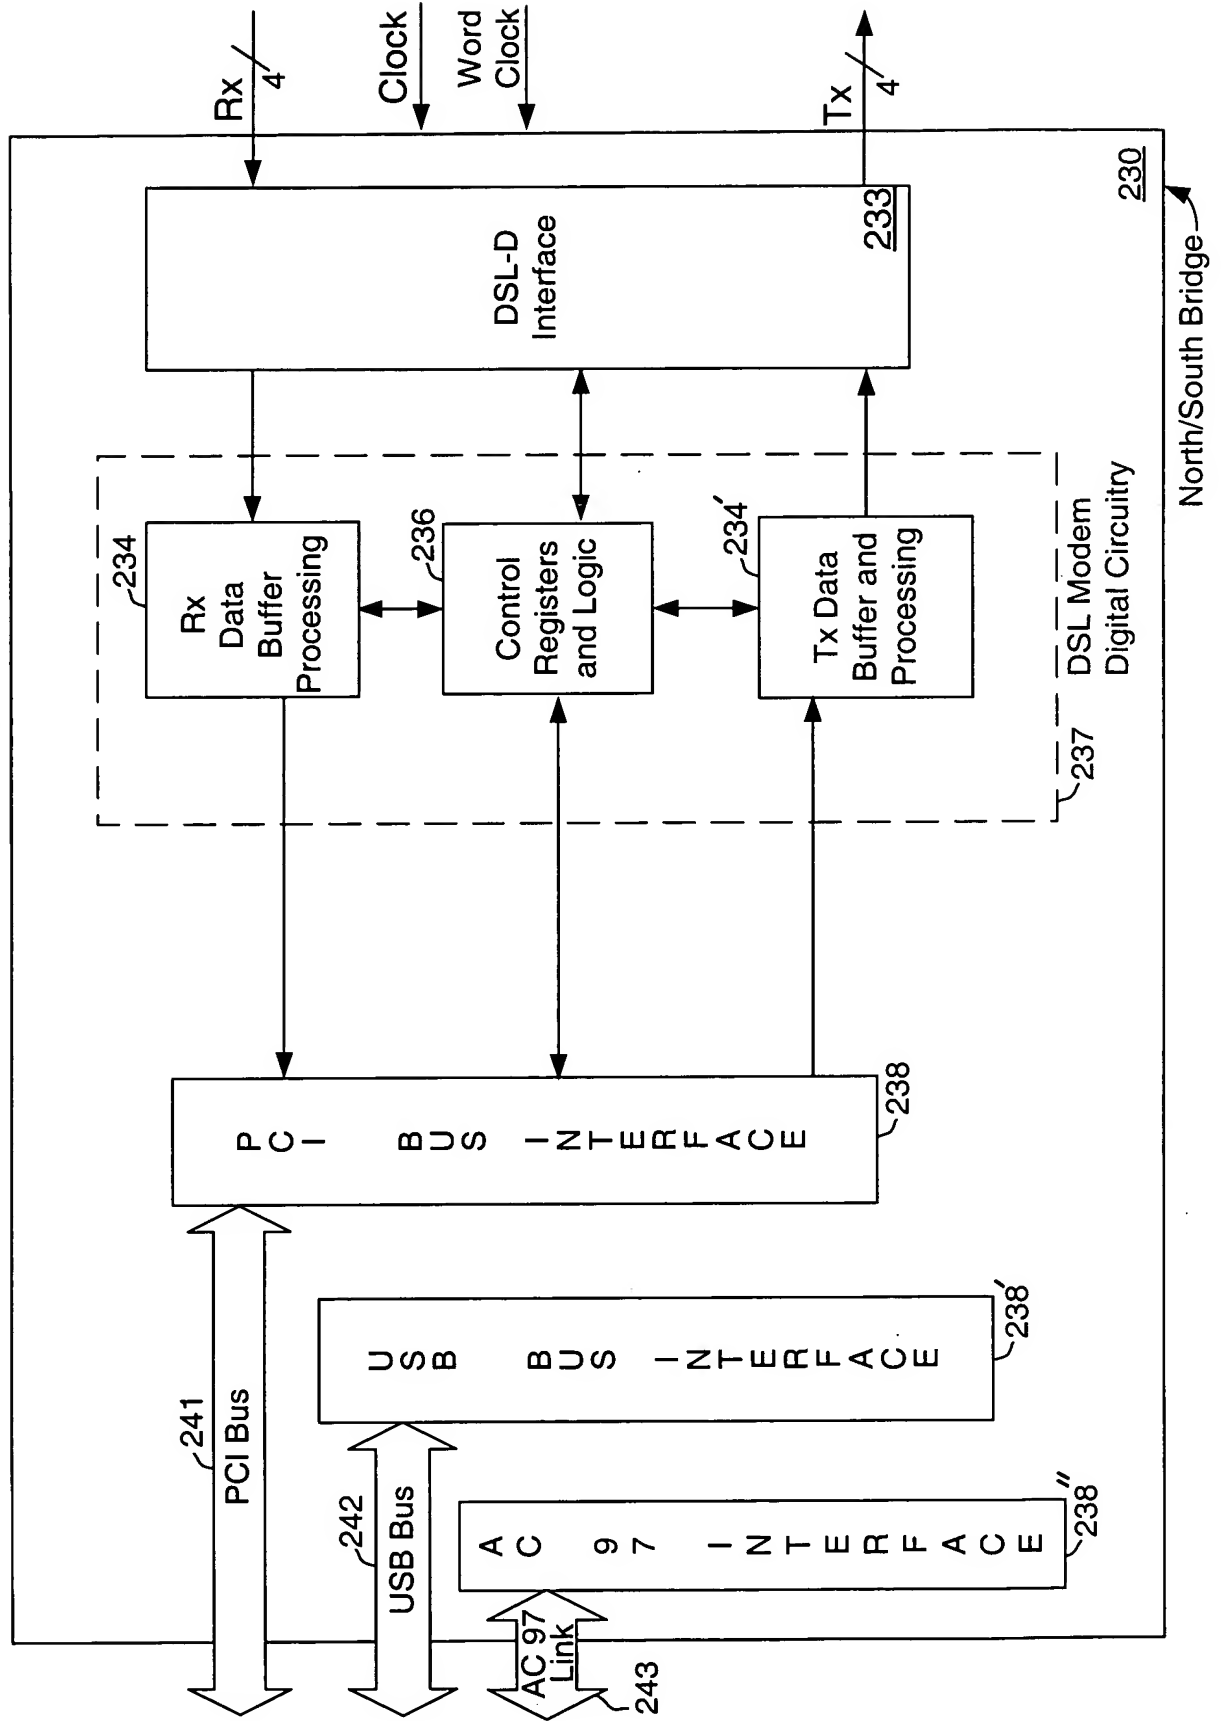 241
PCI Bus
242
USB Bus
AC 97
Link
243
AC 97 INTERFACE
238"
USB BUS INTERFACE
238'
PCI BUS INTERFACE
238
234
Rx
Data
Buffer
Processing
236
Control
Registers
and Logic
234'
Tx Data
Buffer and
Processing
237
DSL Modem
Digital Circuitry
DSL-D
Interface
233
Rx
4
Clock
Word
Clock
Tx
4
230
North/South Bridge